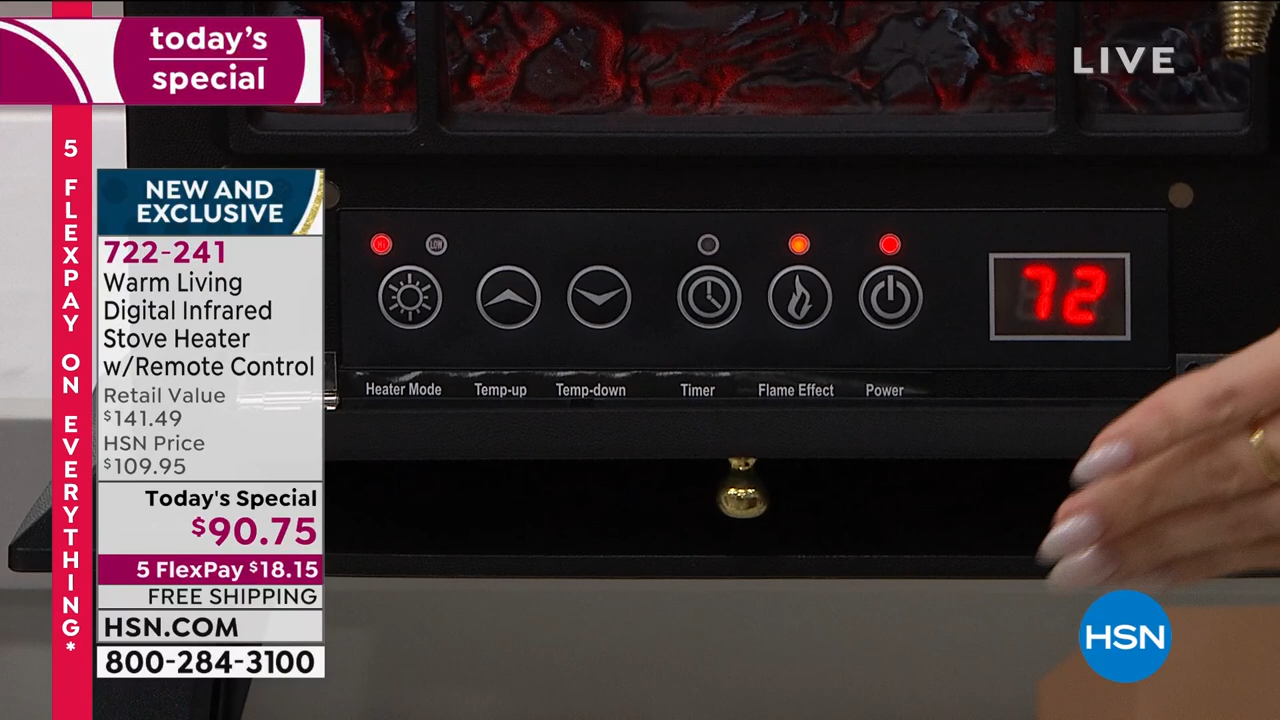 today's
special
LIVE
5 FLEXPAY ON EVERYTHING*
NEW AND
EXCLUSIVE
722-241
Warm Living
Digital Infrared
Stove Heater
w/Remote Control
Retail Value
$141.49
HSN Price
$109.95
Today's Special
$90.75
5 FlexPay $18.15
FREE SHIPPING
HSN.COM
800-284-3100
HI LOW
72
Heater Mode Temp-up Temp-down Timer Flame Effect Power
HSN